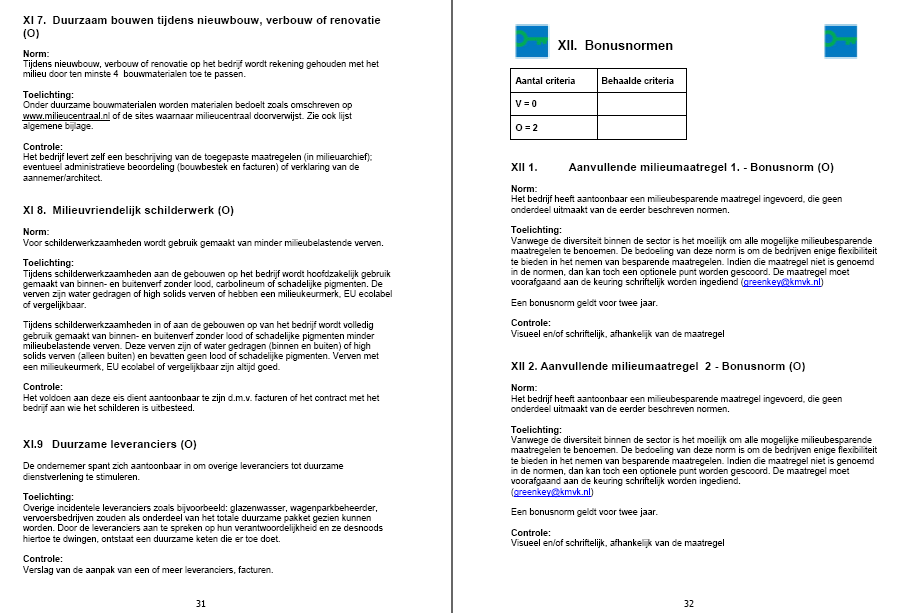 XI 7. Duurzaam bouwen tijdens nieuwbouw, verbouw of renovatie
(O)
Norm:
Tijdens nieuwbouw, verbouw of renovatie op het bedrijf wordt rekening gehouden met het
milieu door ten minste 4 bouwmaterialen toe te passen.
Toelichting:
Onder duurzame bouwmaterialen worden materialen bedoelt zoals omschreven op
www.milieucentraal.nl of de sites waarnaar milieucentraal doorverwijst. Zie ook lijst
algemene bijlage.
Controle:
Het bedrijf levert zelf een beschrijving van de toegepaste maatregelen (in milieuarchief);
eventueel administratieve beoordeling (bouwbestek en facturen) of verklaring van de
aannemer/architect.
XI 8. Milieuvriendelijk schilderwerk (O)
Norm:
Voor schilderwerkzaamheden wordt gebruik gemaakt van minder milieubelastende verven.
Toelichting:
Tijdens schilderwerkzaamheden aan de gebouwen op het bedrijf wordt hoofdzakelijk gebruik
gemaakt van binnen- en buitenverf zonder lood, carbolineum of schadelijke pigmenten. De
verven zijn water gedragen of high solids verven of hebben een milieukeurmerk, EU ecolabel
of vergelijkbaar.
Tijdens schilderwerkzaamheden in of aan de gebouwen op van het bedrijf wordt volledig
gebruik gemaakt van binnen- en buitenverf zonder lood of schadelijke pigmenten minder
milieubelastende verven. Deze verven zijn of water gedragen (binnen en buiten) of high
solids verven (alleen buiten) en bevatten geen lood of schadelijke pigmenten. Verven met
een milieukeurmerk, EU ecolabel of vergelijkbaar zijn altijd goed.
Controle:
Het voldoen aan deze eis dient aantoonbaar te zijn d.m.v. facturen of het contract met het
bedrijf aan wie het schilderen is uitbesteed.
XI.9 Duurzame leveranciers (O)
De ondernemer spant zich aantoonbaar in om overige leveranciers tot duurzame
dienstverlening te stimuleren.
Toelichting:
Overige incidentele leveranciers zoals bijvoorbeeld: glazenwasser, wagenparkbeheerder,
vervoersbedrijven zouden als onderdeel van het totale duurzame pakket gezien kunnen
worden. Door de leveranciers aan te spreken op hun verantwoordelijkheid en ze desnoods
hiertoe te dwingen, ontstaat een duurzame keten die er toe doet.
Controle:
Verslag van de aanpak van een of meer leveranciers, facturen.
31
XII. Bonusnormen
Aantal criteria Behaalde criteria
V = 0
O = 2
XII 1. Aanvullende milieumaatregel 1. - Bonusnorm (O)
Norm:
Het bedrijf heeft aantoonbaar een milieubesparende maatregel ingevoerd, die geen
onderdeel uitmaakt van de eerder beschreven normen.
Toelichting:
Vanwege de diversiteit binnen de sector is het moeilijk om alle mogelijke milieubesparende
maatregelen te benoemen. De bedoeling van deze norm is om de bedrijven enige flexibiliteit
te bieden in het nemen van besparende maatregelen. Indien die maatregel niet is genoemd
in de normen, dan kan toch een optionele punt worden gescoord. De maatregel moet
voorafgaand aan de keuring schriftelijk worden ingediend (greenkey@kmvk.nl)
Een bonusnorm geldt voor twee jaar.
Controle:
Visueel en/of schriftelijk, afhankelijk van de maatregel
XII 2. Aanvullende milieumaatregel 2 - Bonusnorm (O)
Norm:
Het bedrijf heeft aantoonbaar een milieubesparende maatregel ingevoerd, die geen
onderdeel uitmaakt van de eerder beschreven normen.
Toelichting:
Vanwege de diversiteit binnen de sector is het moeilijk om alle mogelijke milieubesparende
maatregelen te benoemen. De bedoeling van deze norm is om de bedrijven enige flexibiliteit
te bieden in het nemen van besparende maatregelen. Indien die maatregel niet is genoemd
in de normen, dan kan toch een optionele punt worden gescoord. De maatregel moet
voorafgaand aan de keuring schriftelijk worden ingediend.
(greenkey@kmvk.nl)
Een bonusnorm geldt voor twee jaar.
Controle:
Visueel en/of schriftelijk, afhankelijk van de maatregel
32